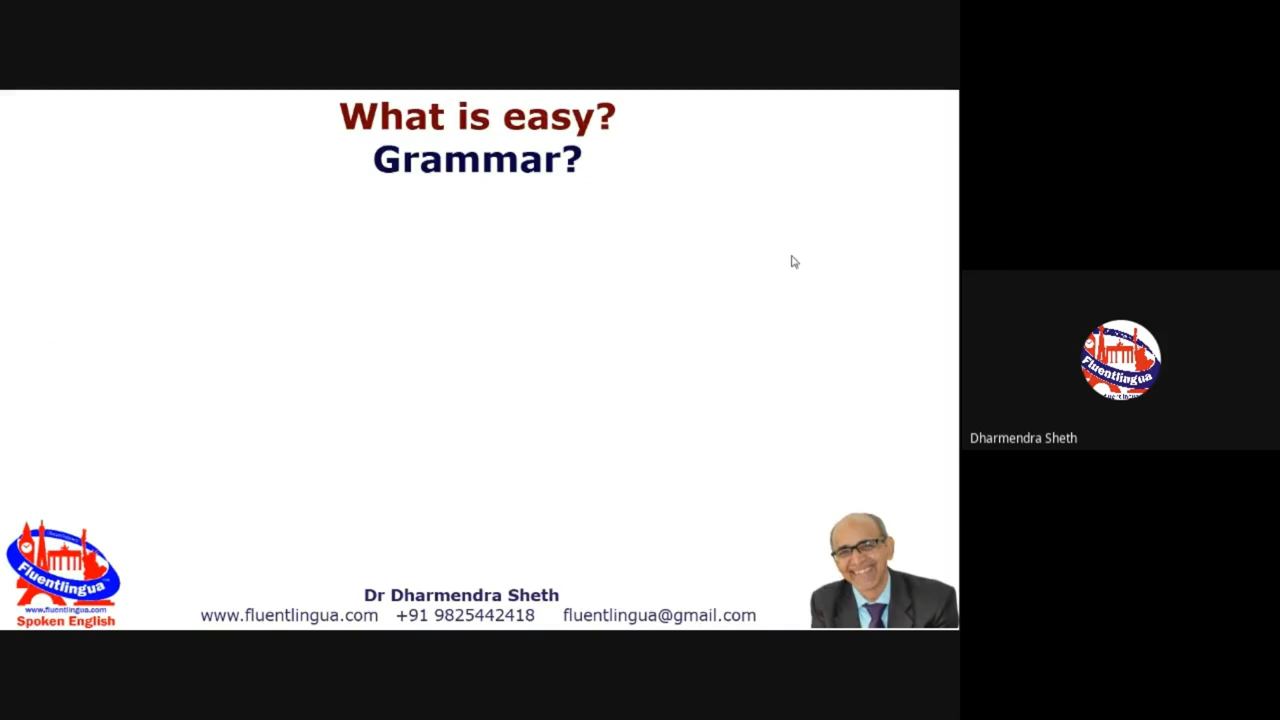 What is easy?
Grammar?
Fluentlingua
Dharmendra Sheth
Fluentlingua
www.fluentlingua.com
Spoken English
Dr Dharmendra Sheth
www.fluentlingua.com +91 9825442418 fluentlingua@gmail.com